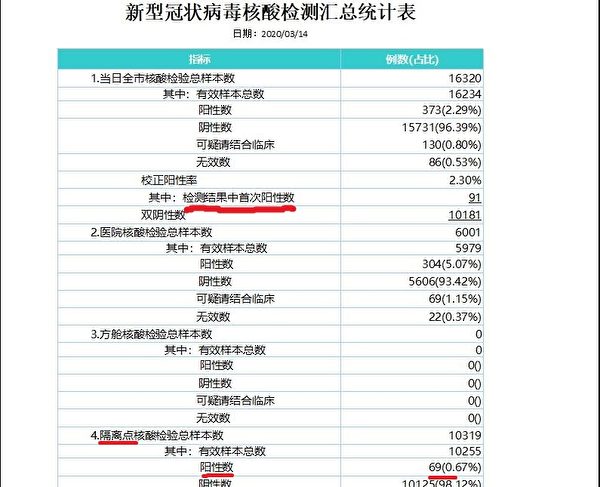 新型冠状病毒核酸检测汇总统计表
日期：2020/03/14
指标 例数(占比)
1.当日全市核酸检验总样本数 16320
其中：有效样本总数 16234
阳性数 373(2.29%)
阴性数 15731(96.39%)
可疑请结合临床 130(0.80%)
无效数 86(0.53%)
校正阳性率 2.30%
其中：检测结果中首次阳性数 91
双阴性数 10181
2.医院核酸检验总样本数 6001
其中：有效样本总数 5979
阳性数 304(5.07%)
阴性数 5606(93.42%)
可疑请结合临床 69(1.15%)
无效数 22(0.37%)
3.方舱核酸检验总样本数 0
其中：有效样本总数 0
阳性数 0()
阴性数 0()
可疑请结合临床 0()
无效数 0()
4.隔离点核酸检验总样本数 10319
其中：有效样本总数 10255
阳性数 69(0.67%)
阴性数 10125(98.12%)